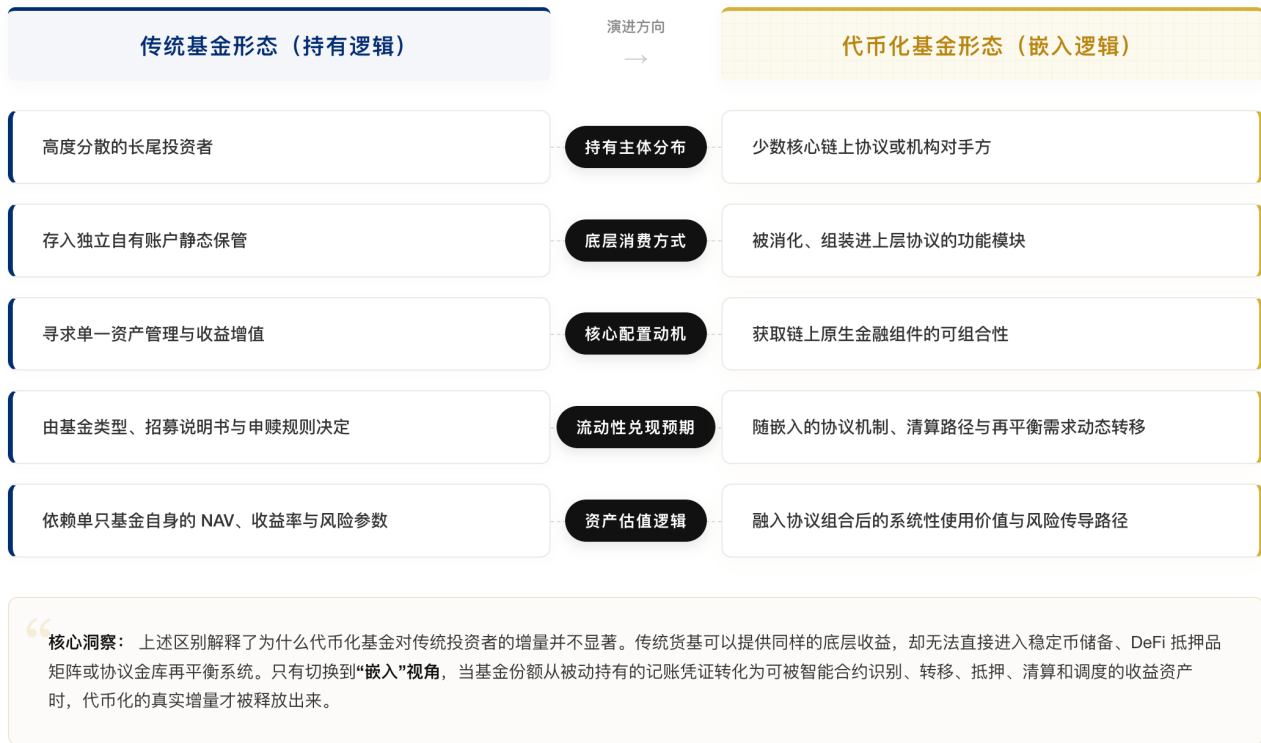 传统基金形态（持有逻辑）
演进方向
→
代币化基金形态（嵌入逻辑）
高度分散的长尾投资者
持有主体分布
少数核心链上协议或机构对手方
存入独立自有账户静态保管
底层消费方式
被消化、组装进上层协议的功能模块
寻求单一资产管理与收益增值
核心配置动机
获取链上原生金融组件的可组合性
由基金类型、招募说明书与申赎规则决定
流动性兑现预期
随嵌入的协议机制、清算路径与再平衡需求动态转移
依赖单只基金自身的 NAV、收益率与风险参数
资产估值逻辑
融入协议组合后的系统性使用价值与风险传导路径
“
核心洞察： 上述区别解释了为什么代币化基金对传统投资者的增量并不显著。传统货基可以提供同样的底层收益，却无法直接进入稳定币储备、DeFi 抵押品
矩阵或协议金库再平衡系统。只有切换到“嵌入”视角，当基金份额从被动持有的记账凭证转化为可被智能合约识别、转移、抵押、清算和调度的收益资产
时，代币化的真实增量才被释放出来。